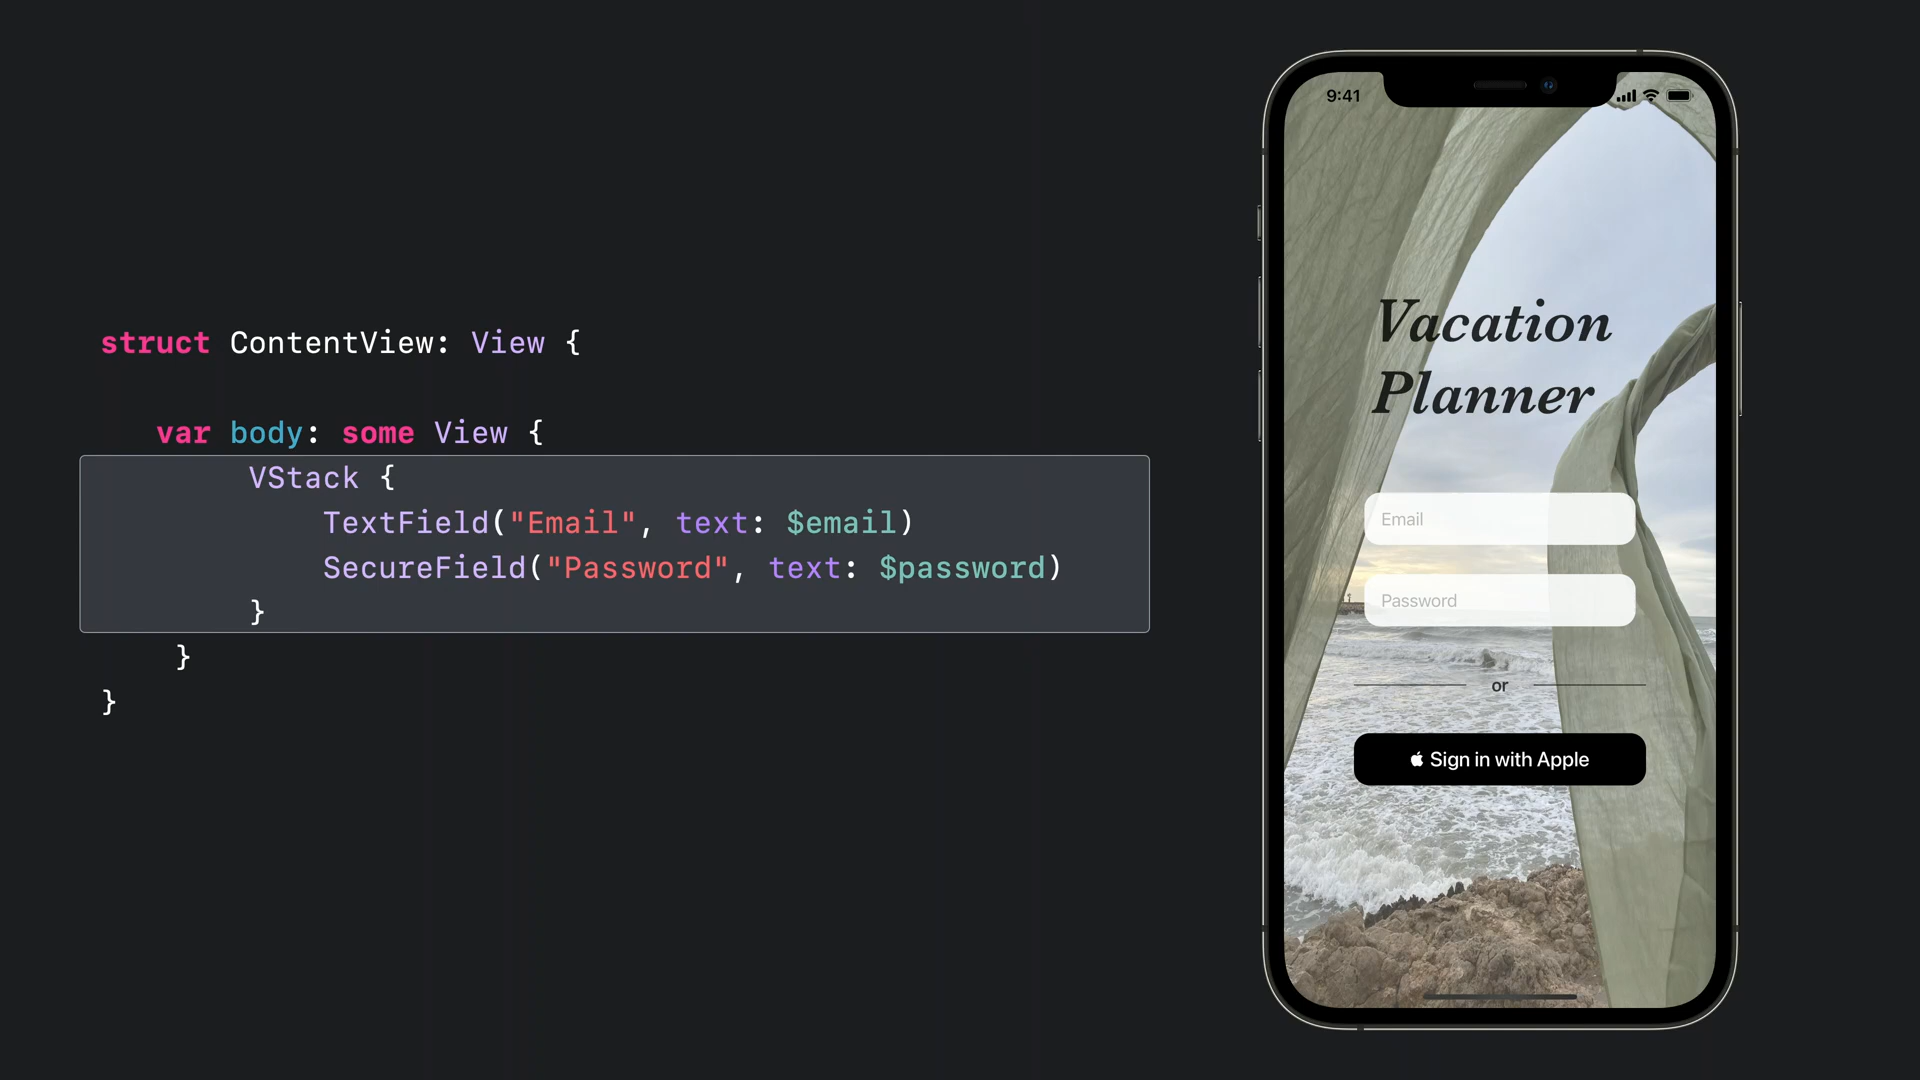 struct ContentView: View {
var body: some View {
VStack {
TextField("Email", text: $email)
SecureField("Password", text: $password)
}
}
}
9:41
Vacation
Planner
Email
Password
or
Sign in with Apple